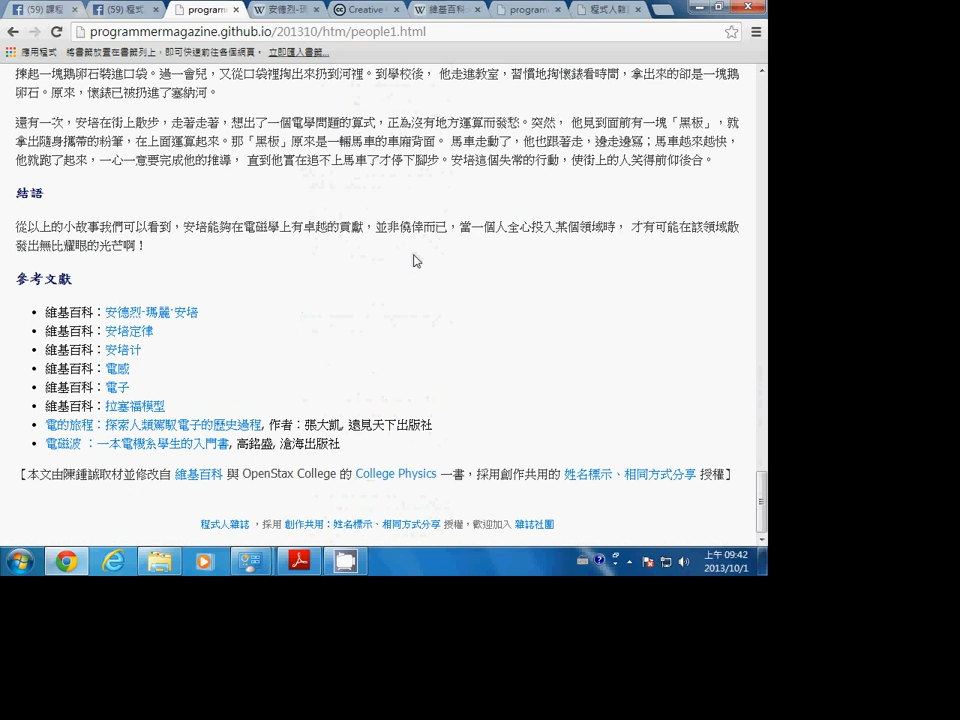 (59) 課程 (59) 程式 program 安德烈-瑪 Creative 維基百科 program 程式人雜
programmermagazine.github.io/201310/htm/people1.html
應用程式 將書籤放置在書籤列上，即可快速前往各個網頁。 立即匯入書籤...
揀起一塊鵝卵石裝進口袋。過一會兒，又從口袋裡掏出來扔到河裡。到學校後， 他走進教室，習慣地掏懷錶看時間，拿出來的卻是一塊鵝
卵石。原來，懷錶已被扔進了塞納河。
還有一次，安培在街上散步，走著走著，想出了一個電學問題的算式，正為沒有地方運算而發愁。突然， 他見到面前有一塊「黑板」，就
拿出隨身攜帶的粉筆，在上面運算起來。那「黑板」原來是一輛馬車的車廂背面。 馬車走動了，他也跟著走，邊走邊寫；馬車越來越快，
他就跑了起來，一心一意要完成他的推導， 直到他實在追不上馬車了才停下腳步。安培這個失常的行動，使街上的人笑得前仰後合。
結語
從以上的小故事我們可以看到，安培能夠在電磁學上有卓越的貢獻，並非僥倖而已，當一個人全心投入某個領域時， 才有可能在該領域散
發出無比耀眼的光芒啊！
參考文獻
• 維基百科：安德烈-瑪麗·安培
• 維基百科：安培定律
• 維基百科：安培计
• 維基百科：電感
• 維基百科：電子
• 維基百科：拉塞福模型
• 電的旅程：探索人類駕馭電子的歷史過程, 作者：張大凱, 遠見天下出版社
• 電磁波 ：一本電機系學生的入門書, 高銘盛, 滄海出版社
【本文由陳鍾誠取材並修改自 維基百科 與 OpenStax College 的 College Physics 一書，採用創作共用的 姓名標示、相同方式分享 授權】
程式人雜誌 ，採用 創作共用：姓名標示、相同方式分享 授權，歡迎加入 雜誌社團
上午 09:42
2013/10/1